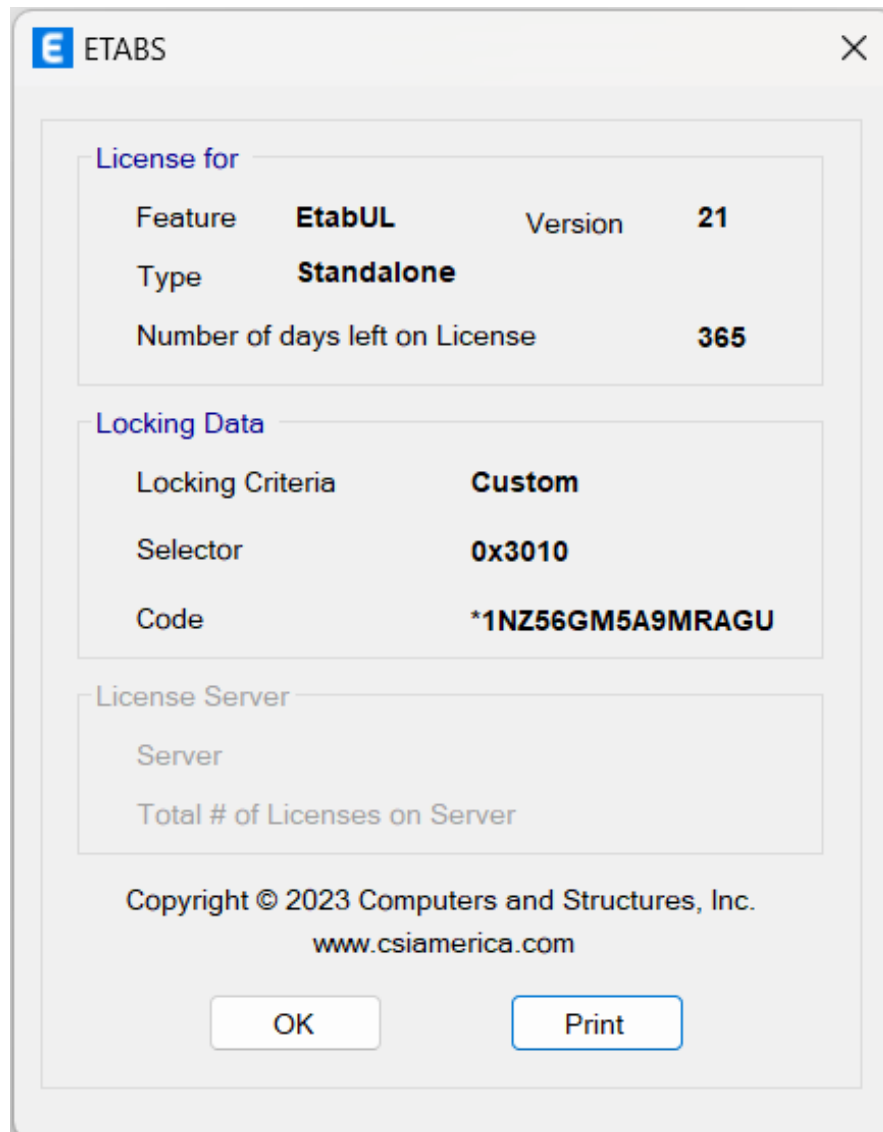 ETABS
License for
Feature EtabUL Version 21
Type Standalone
Number of days left on License 365
Locking Data
Locking Criteria Custom
Selector 0x3010
Code *1NZ56GM5A9MRAGU
License Server
Server
Total # of Licenses on Server
Copyright © 2023 Computers and Structures, Inc.
www.csiamerica.com
OK Print